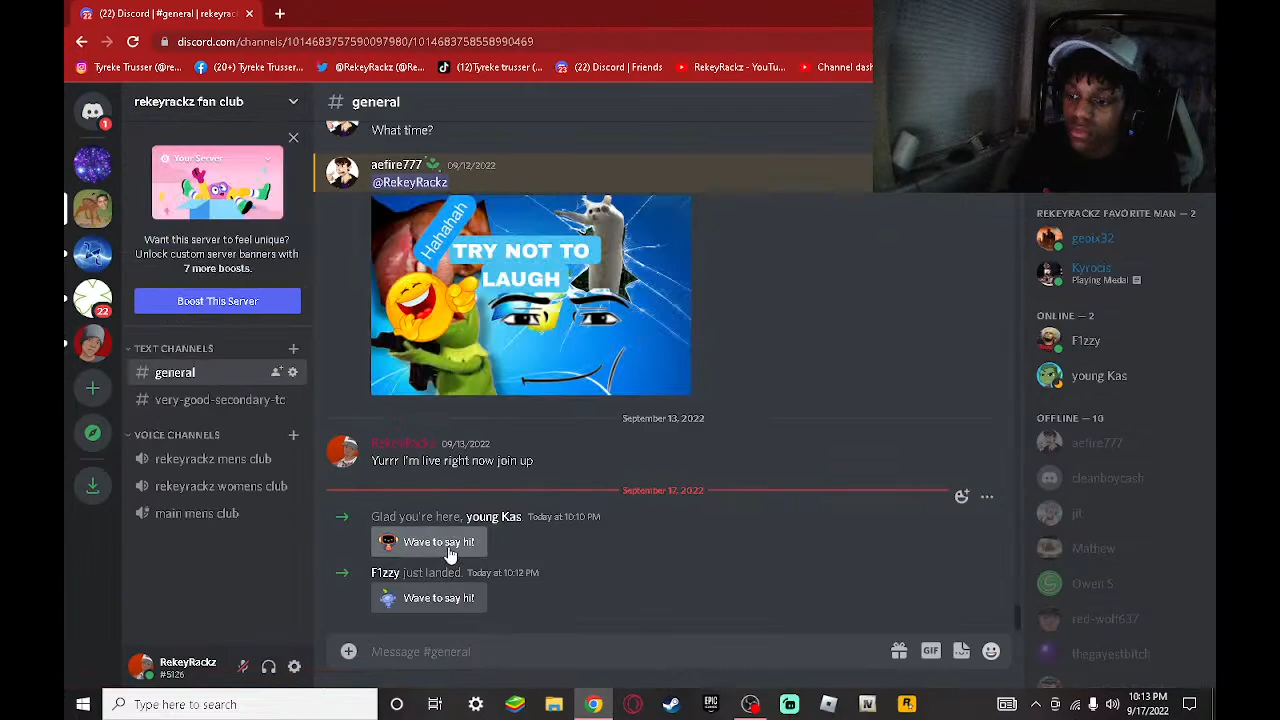 (22) Discord | #general | rekeyrac
discord.com/channels/1014683757590097980/1014683758558990469
Tyreke Trusser (@re...
(20+) Tyreke Trusser...
@RekeyRackz (@Re...
(12)Tyreke trusser (...
(22) Discord | Friends
RekeyRackz - YouTu...
Channel dash
rekeyrackz fan club
general
What time?
Your Server
aefire777 09/12/2022
@RekeyRackz
Want this server to feel unique?
Unlock custom server banners with
7 more boosts.
Boost This Server
Hahahah
TRY NOT TO
LAUGH
TEXT CHANNELS
general
very-good-secondary-tc
VOICE CHANNELS
rekeyrackz mens club
rekeyrackz womens club
main mens club
September 13, 2022
RekeyRackz 09/13/2022
Yurrr I'm live right now join up
September 17, 2022
Glad you're here, young Kas Today at 10:10 PM
Wave to say hi!
F1zzy just landed. Today at 10:12 PM
Wave to say hi!
Message #general
GIF
RekeyRackz
#5126
REKEYRACKZ FAVORITE MAN — 2
geoix32
Kyrocis
Playing Medal
ONLINE — 2
F1zzy
young Kas
OFFLINE — 10
aefire777
cleanboycash
jit
Mathew
Owen S
red-wolf637
thegayestbitch
1
22
Type here to search
EPIC
IV
R
10:13 PM
9/17/2022